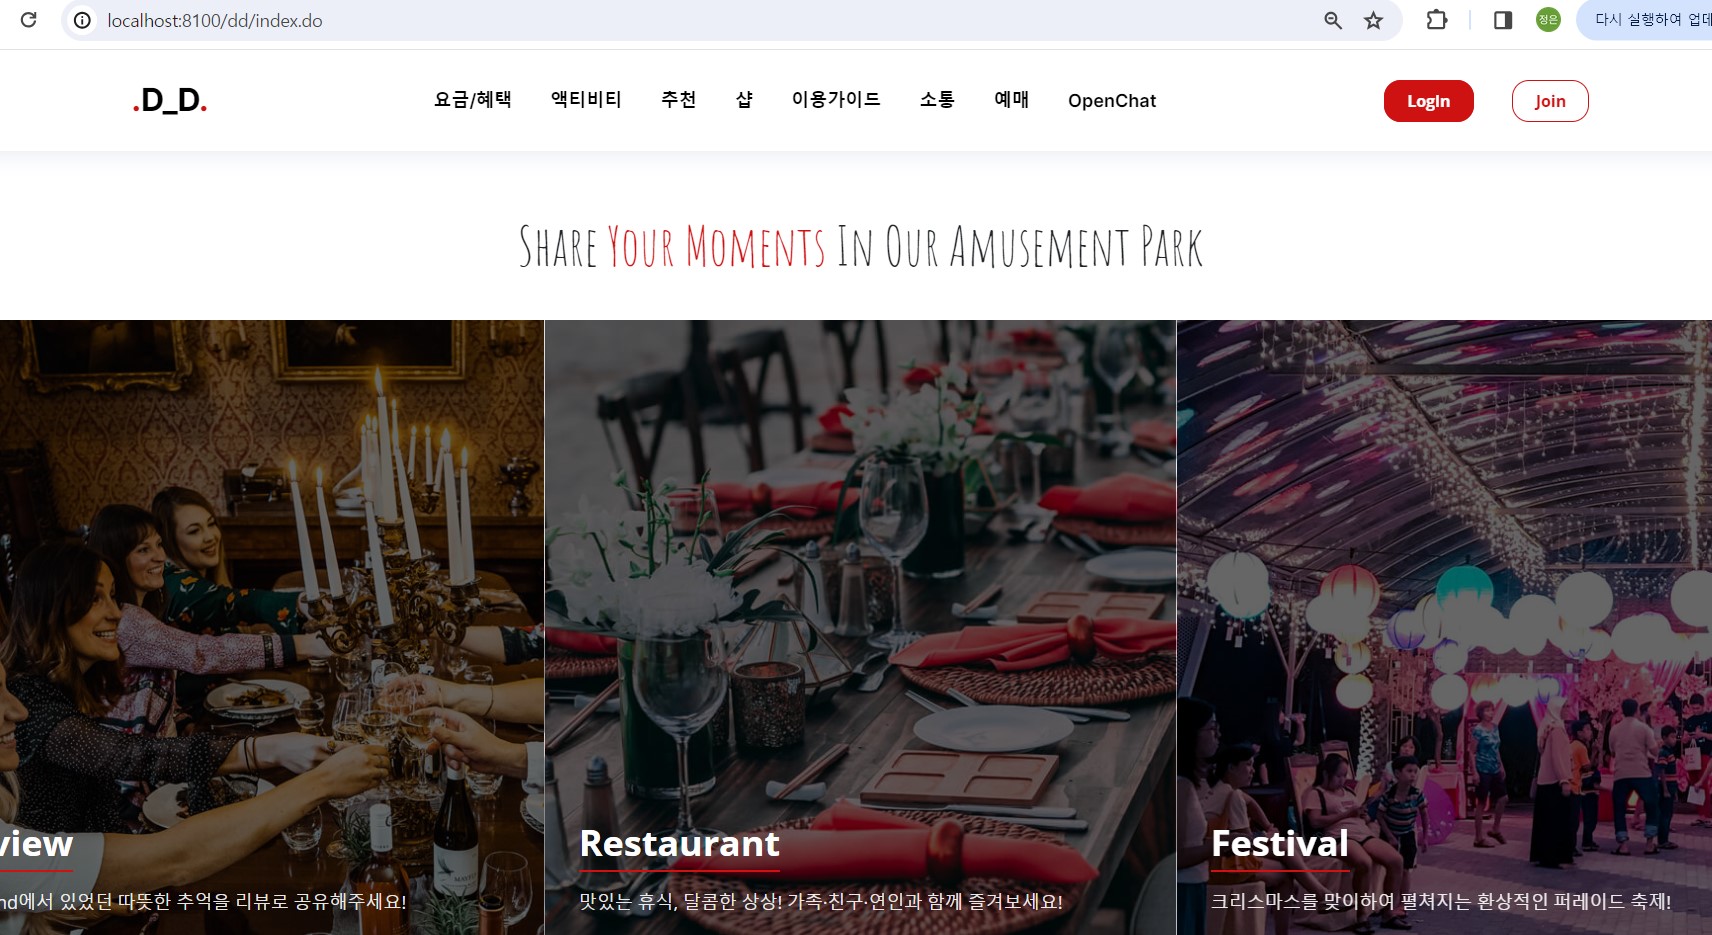 localhost:8100/dd/index.do
정은
다시 실행하여 업데
.D_D.
요금/혜택 액티비티 추천 샵 이용가이드 소통 예매 OpenChat
LogIn
Join
Share Your Moments In Our Amusement Park
view
nd에서 있었던 따뜻한 추억을 리뷰로 공유해주세요!
Restaurant
맛있는 휴식, 달콤한 상상! 가족·친구·연인과 함께 즐겨보세요!
Festival
크리스마스를 맞이하여 펼쳐지는 환상적인 퍼레이드 축제!